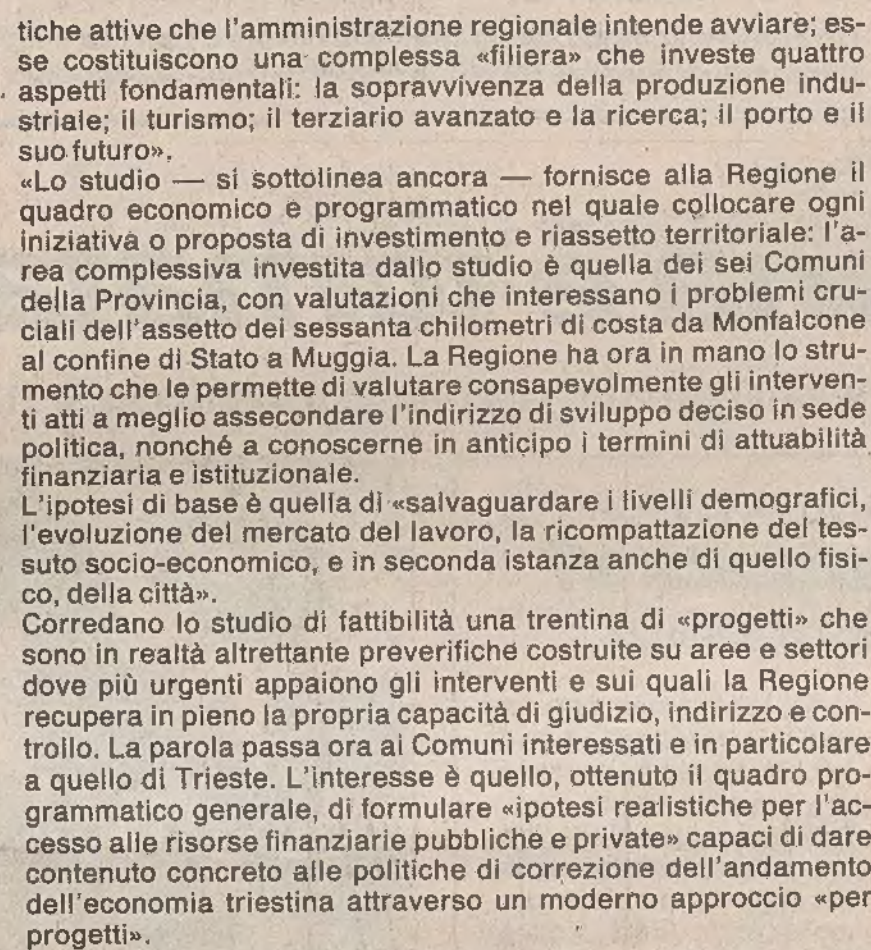 tiche attive che l'amministrazione regionale intende avviare; es-
se costituiscono una complessa «filiera» che investe quattro
aspetti fondamentali: la sopravvivenza della produzione indu-
striale; il turismo; il terziario avanzato e la ricerca; il porto e il
suo futuro».
«Lo studio — si sottolinea ancora — fornisce alla Regione il
quadro economico e programmatico nel quale collocare ogni
iniziativa o proposta di investimento e riassetto territoriale: l'a-
rea complessiva investita dallo studio è quella dei sei Comuni
della Provincia, con valutazioni che interessano i problemi cru-
ciali dell'assetto dei sessanta chilometri di costa da Monfalcone
al confine di Stato a Muggia. La Regione ha ora in mano lo stru-
mento che le permette di valutare consapevolmente gli interven-
ti atti a meglio assecondare l'indirizzo di sviluppo deciso in sede
politica, nonché a conoscerne in anticipo i termini di attuabilità
finanziaria e istituzionale.
L'ipotesi di base è quella di «salvaguardare i livelli demografici,
l'evoluzione del mercato del lavoro, la ricompattazione del tes-
suto socio-economico, e in seconda istanza anche di quello fisi-
co, della città».
Corredano lo studio di fattibilità una trentina di «progetti» che
sono in realtà altrettante preverifiche costruite su aree e settori
dove più urgenti appaiono gli interventi e sui quali la Regione
recupera in pieno la propria capacità di giudizio, indirizzo e con-
trollo. La parola passa ora ai Comuni interessati e in particolare
a quello di Trieste. L'interesse è quello, ottenuto il quadro pro-
grammatico generale, di formulare «ipotesi realistiche per l'ac-
cesso alle risorse finanziarie pubbliche e private» capaci di dare
contenuto concreto alle politiche di correzione dell'andamento
dell'economia triestina attraverso un moderno approccio «per
progetti».